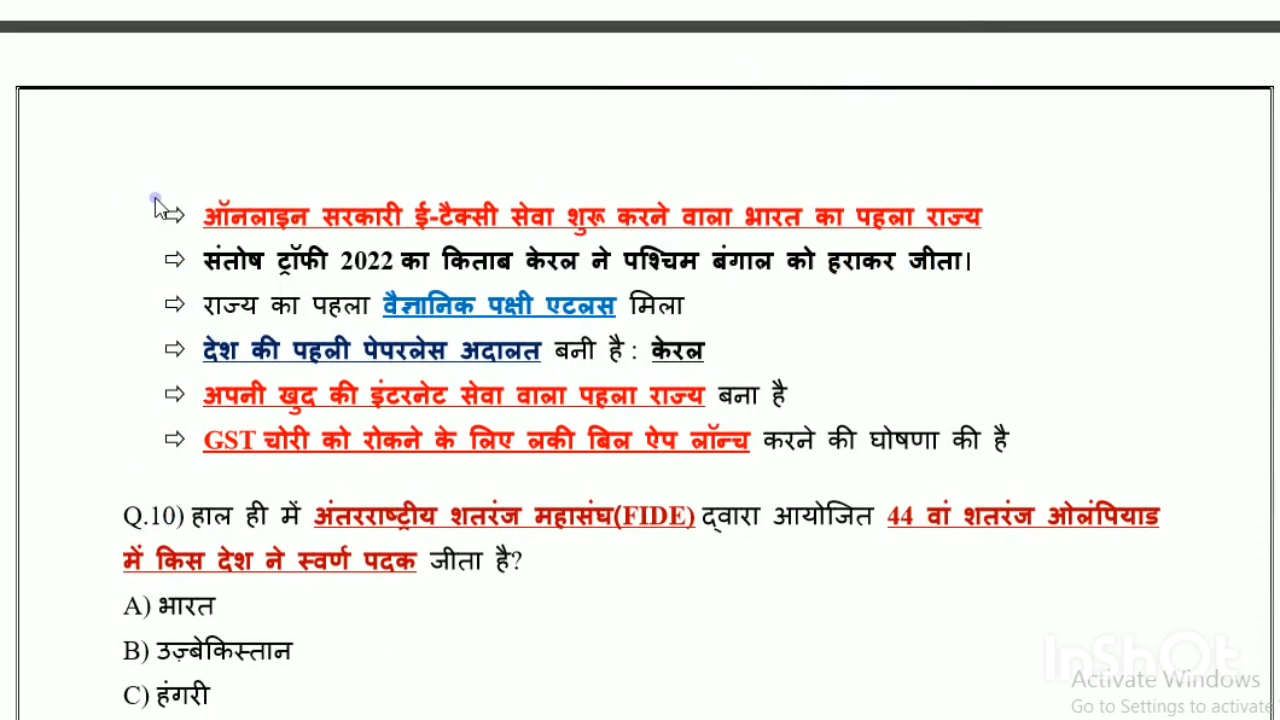 ⇨ ऑनलाइन सरकारी ई-टैक्सी सेवा शुरू करने वाला भारत का पहला राज्य
⇨ संतोष ट्रॉफी 2022 का किताब केरल ने पश्चिम बंगाल को हराकर जीता।
⇨ राज्य का पहला वैज्ञानिक पक्षी एटलस मिला
⇨ देश की पहली पेपरलेस अदालत बनी है : केरल
⇨ अपनी खुद की इंटरनेट सेवा वाला पहला राज्य बना है
⇨ GST चोरी को रोकने के लिए लकी बिल ऐप लॉन्च करने की घोषणा की है
Q.10) हाल ही में अंतरराष्ट्रीय शतरंज महासंघ(FIDE) द्वारा आयोजित 44 वां शतरंज ओलंपियाड
में किस देश ने स्वर्ण पदक जीता है?
A) भारत
B) उज़्बेकिस्तान
C) हंगरी
InShOt
Activate Windows
Go to Settings to activate